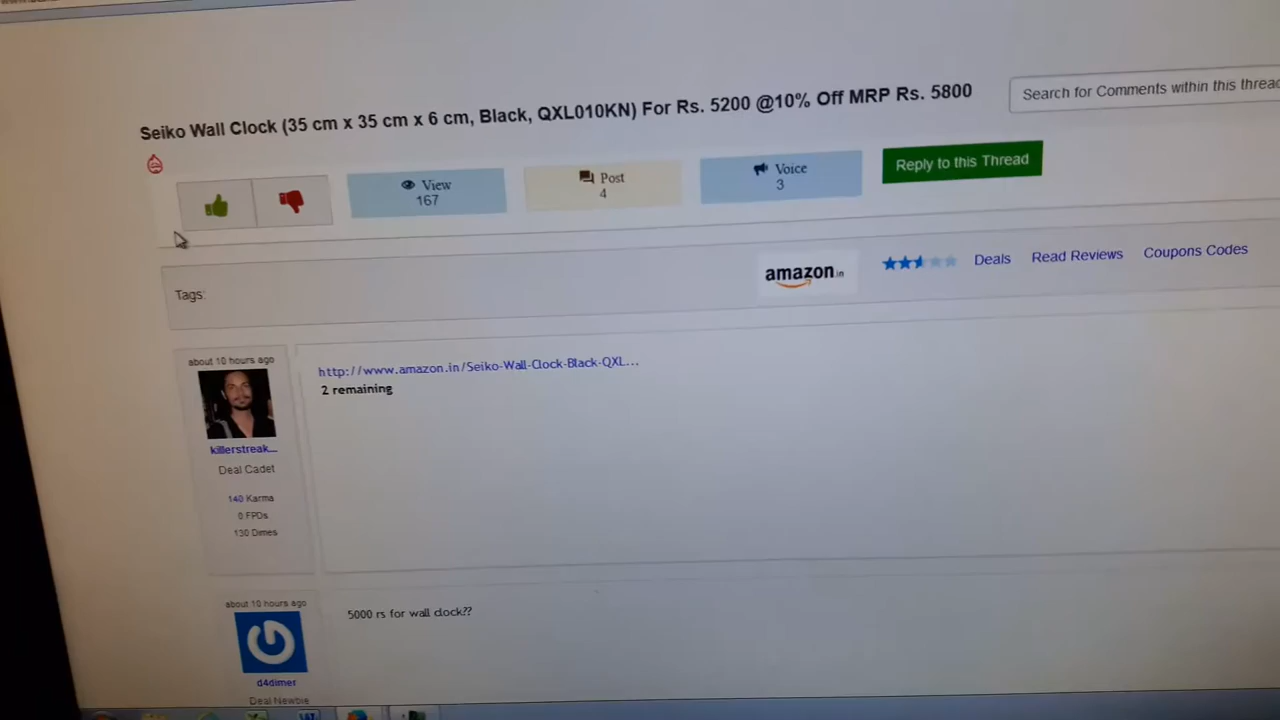 Seiko Wall Clock (35 cm x 35 cm x 6 cm, Black, QXL010KN) For Rs. 5200 @10% Off MRP Rs. 5800
Search for Comments within this thread
View
167
Post
4
Voice
3
Reply to this Thread
Tags:
amazon.in
Deals
Read Reviews
Coupons Codes
about 10 hours ago
killerstreak...
Deal Cadet
140 Karma
0 FPDs
130 Dimes
http://www.amazon.in/Seiko-Wall-Clock-Black-QXL...
2 remaining
about 10 hours ago
d4dimer
Deal Newbie
5000 rs for wall clock??